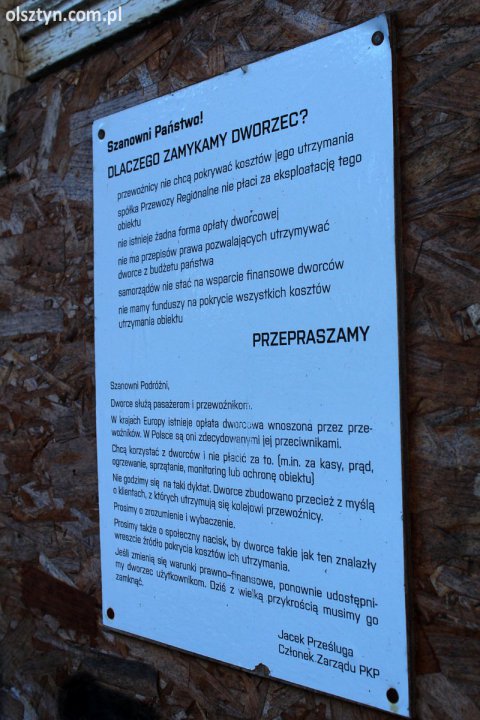 olsztyn.com.pl
Szanowni Państwo!
DLACZEGO ZAMYKAMY DWORZEC?
przewoźnicy nie chcą pokrywać kosztów jego utrzymania
spółka Przewozy Regionalne nie płaci za eksploatację tego
obiektu
nie istnieje żadna forma opłaty dworcowej
nie ma przepisów prawa pozwalających utrzymywać
dworce z budżetu państwa
samorządów nie stać na wsparcie finansowe dworców
nie mamy funduszy na pokrycie wszystkich kosztów
utrzymania obiektu
PRZEPRASZAMY
Szanowni Podróżni,
Dworce służą pasażerom i przewoźnikom.
W krajach Europy istnieje opłata dworcowa wnoszona przez prze-
woźników. W Polsce są oni zdecydowanymi jej przeciwnikami.
Chcą korzystać z dworców i nie płacić za to. (m.in. za kasy, prąd,
ogrzewanie, sprzątanie, monitoring lub ochronę obiektu)
Nie godzimy się na taki dyktat. Dworce zbudowano przecież z myślą
o klientach, z których utrzymują się kolejowi przewoźnicy.
Prosimy o zrozumienie i wybaczenie.
Prosimy także o społeczny nacisk, by dworce takie jak ten znalazły
wreszcie źródło pokrycia kosztów ich utrzymania.
Jeśli zmienią się warunki prawno-finansowe, ponownie udostępni-
my dworzec użytkownikom. Dziś z wielką przykrością musimy go
zamknąć.
Jacek Prześluga
Członek Zarządu PKP